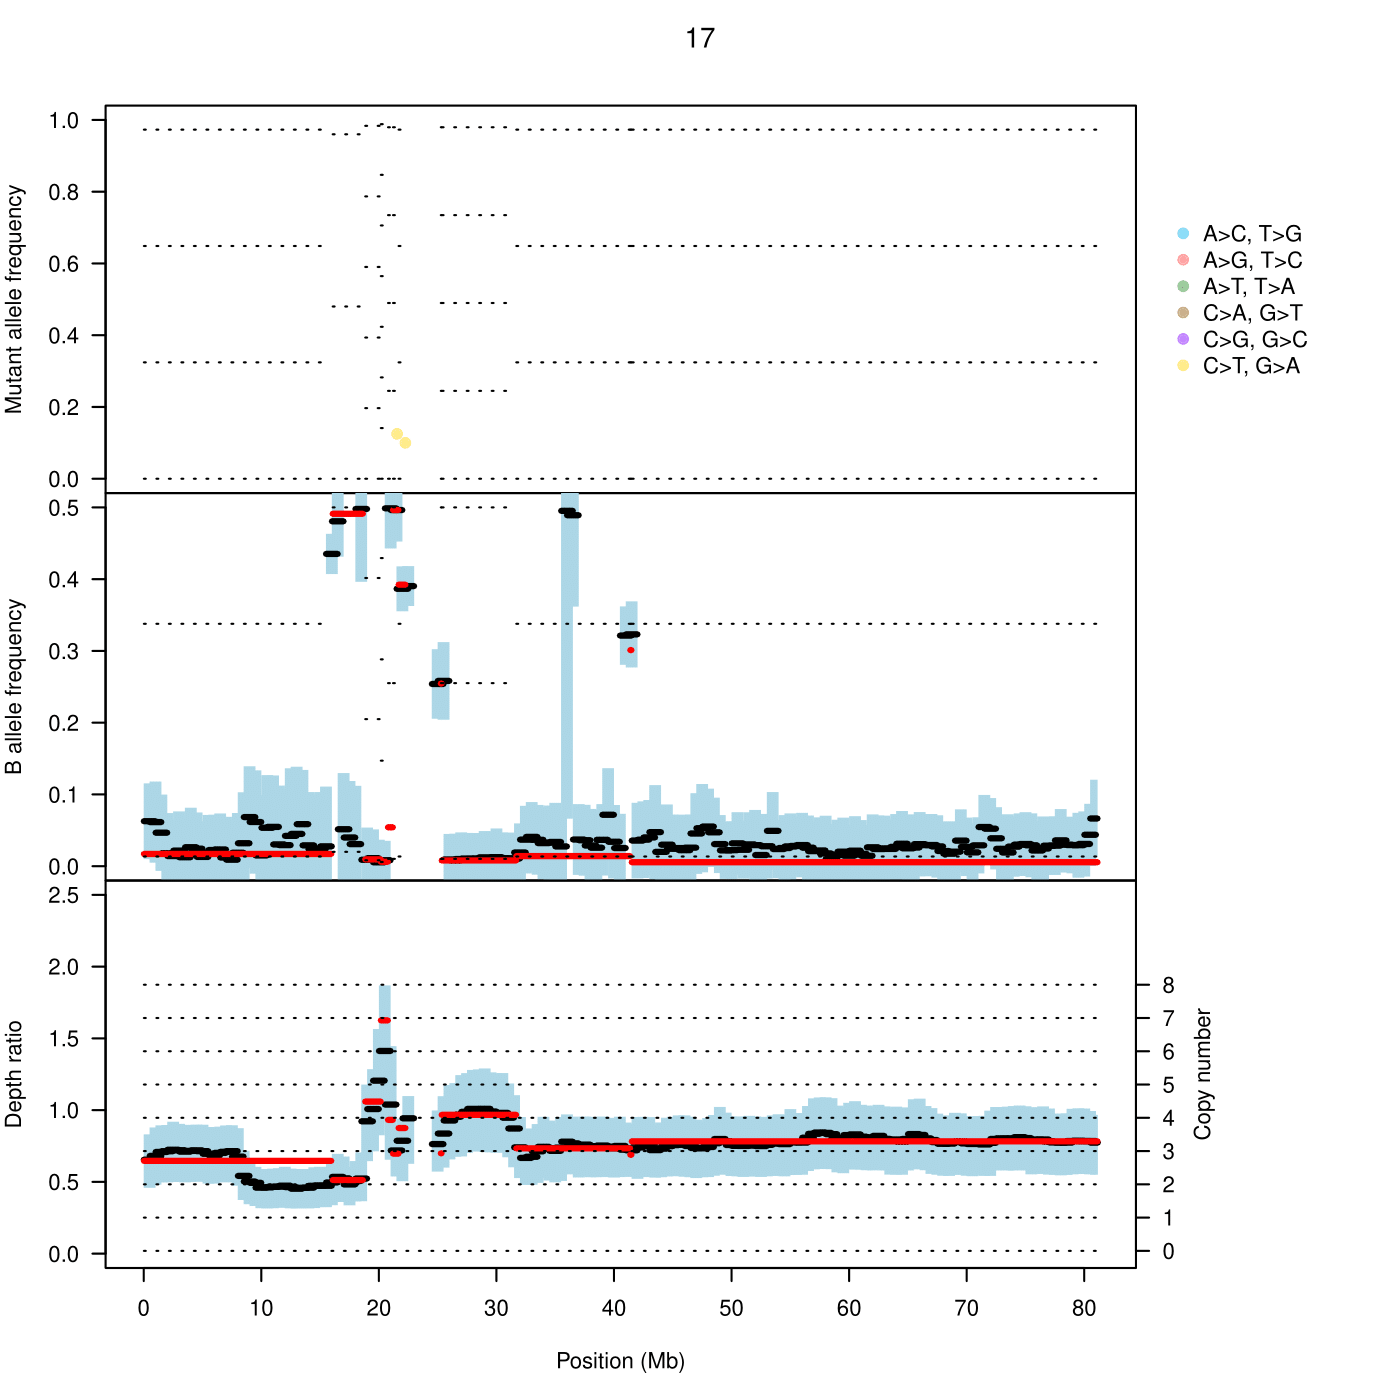 17
Mutant allele frequency
1.0
0.8
0.6
0.4
0.2
0.0
A>C, T>G
A>G, T>C
A>T, T>A
C>A, G>T
C>G, G>C
C>T, G>A
B allele frequency
0.5
0.4
0.3
0.2
0.1
0.0
Depth ratio
2.5
2.0
1.5
1.0
0.5
0.0
8
7
6
5
4
3
2
1
0
Copy number
0 10 20 30 40 50 60 70 80
Position (Mb)